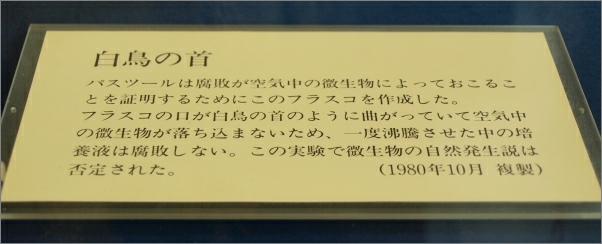 白鳥の首
パスツールは腐敗が空気中の微生物によっておこるこ
とを証明するためにこのフラスコを作成した。
フラスコの口が白鳥の首のように曲がっていて空気中
の微生物が落ち込まないため、一度沸騰させた中の培
養液は腐敗しない。この実験で微生物の自然発生説は
否定された。 (1980年10月 複製)